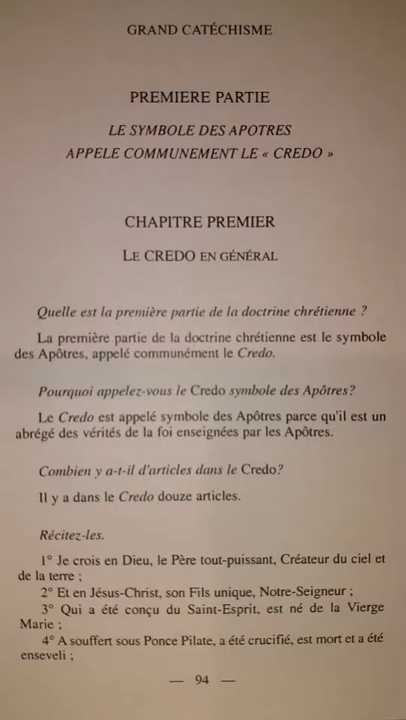 GRAND CATÉCHISME
PREMIERE PARTIE
LE SYMBOLE DES APOTRES
APPELE COMMUNEMENT LE « CREDO »
CHAPITRE PREMIER
LE CREDO EN GÉNÉRAL
Quelle est la première partie de la doctrine chrétienne ?
La première partie de la doctrine chrétienne est le symbole
des Apôtres, appelé communément le Credo.
Pourquoi appelez-vous le Credo symbole des Apôtres?
Le Credo est appelé symbole des Apôtres parce qu'il est un
abrégé des vérités de la foi enseignées par les Apôtres.
Combien y a-t-il d'articles dans le Credo?
Il y a dans le Credo douze articles.
Récitez-les.
1° Je crois en Dieu, le Père tout-puissant, Créateur du ciel et
de la terre ;
2° Et en Jésus-Christ, son Fils unique, Notre-Seigneur ;
3° Qui a été conçu du Saint-Esprit, est né de la Vierge
Marie ;
4° A souffert sous Ponce Pilate, a été crucifié, est mort et a été
enseveli ;
— 94 —